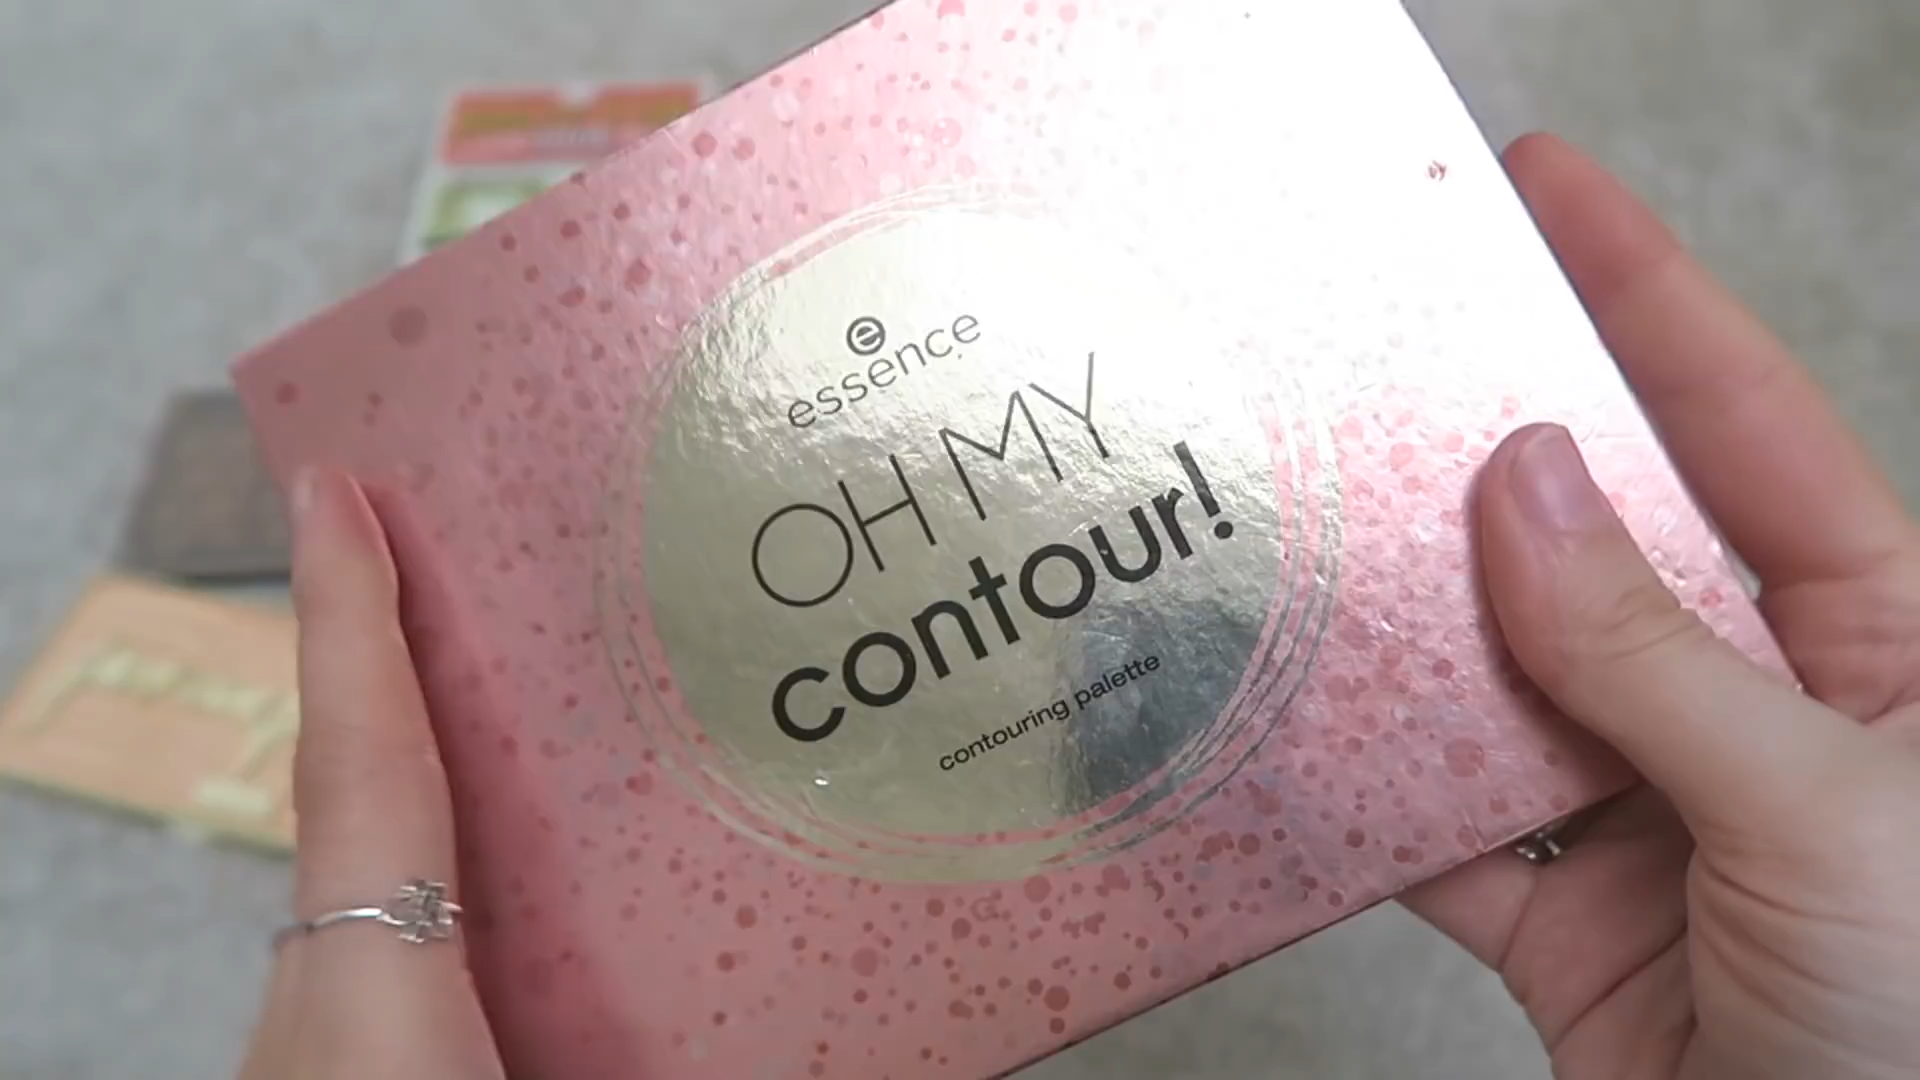 e
essence
OH MY
contour!
contouring palette